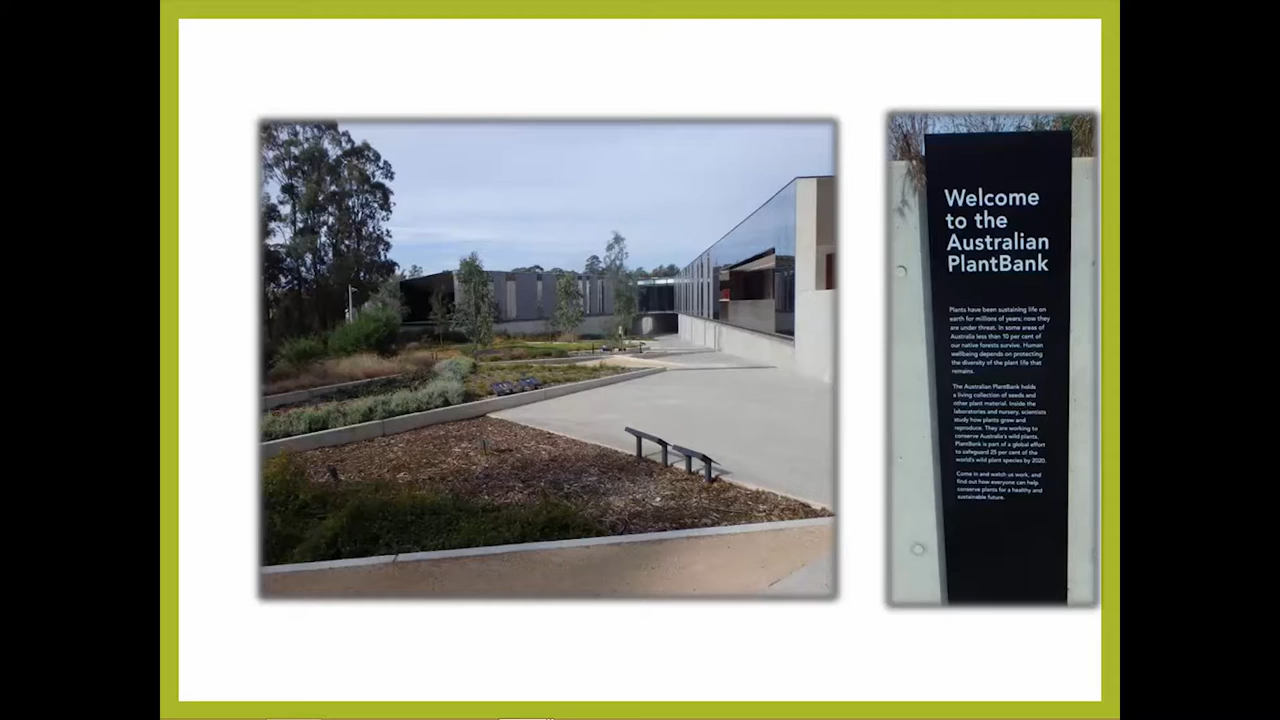 Welcome
to the
Australian
PlantBank
Plants have been sustaining life on
earth for millions of years; now they
are under threat. In some areas of
Australia less than 10 per cent of
our native forests survive. Human
wellbeing depends on protecting
the diversity of the plant life that
remains.
The Australian PlantBank holds
a living collection of seeds and
other plant material. Inside the
laboratories and nursery, scientists
study how plants grow and
reproduce. They are working to
conserve Australia's wild plants.
PlantBank is part of a global effort
to safeguard 25 per cent of the
world's wild plant species by 2020.
Come in and watch us work, and
find out how everyone can help
conserve plants for a healthy and
sustainable future.